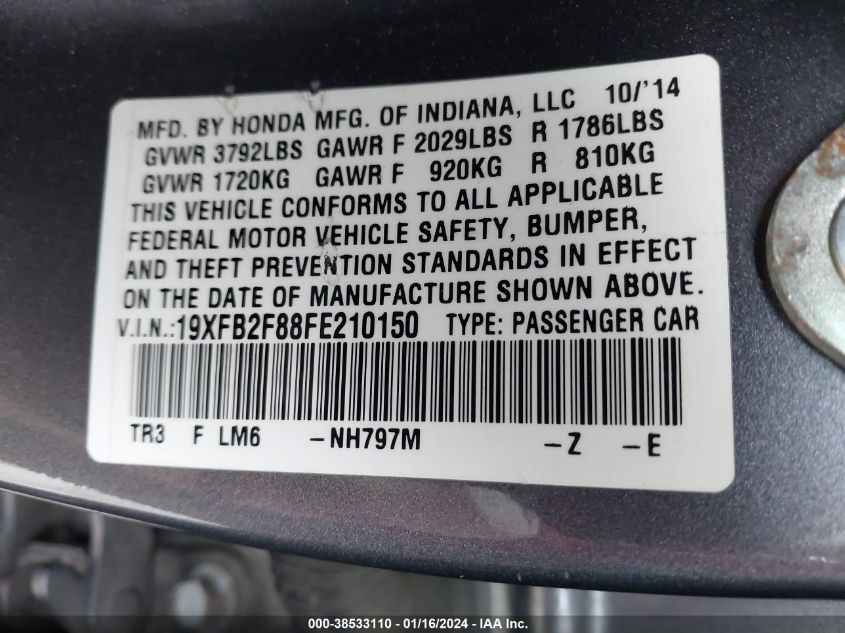 MFD. BY HONDA MFG. OF INDIANA, LLC 10/'14
GVWR 3792LBS GAWR F 2029LBS R 1786LBS
GVWR 1720KG GAWR F 920KG R 810KG
THIS VEHICLE CONFORMS TO ALL APPLICABLE
FEDERAL MOTOR VEHICLE SAFETY, BUMPER,
AND THEFT PREVENTION STANDARDS IN EFFECT
ON THE DATE OF MANUFACTURE SHOWN ABOVE.
V.I.N.:19XFB2F88FE210150 TYPE: PASSENGER CAR
TR3 F LM6 -NH797M -Z -E
000-38533110 - 01/16/2024 - IAA Inc.